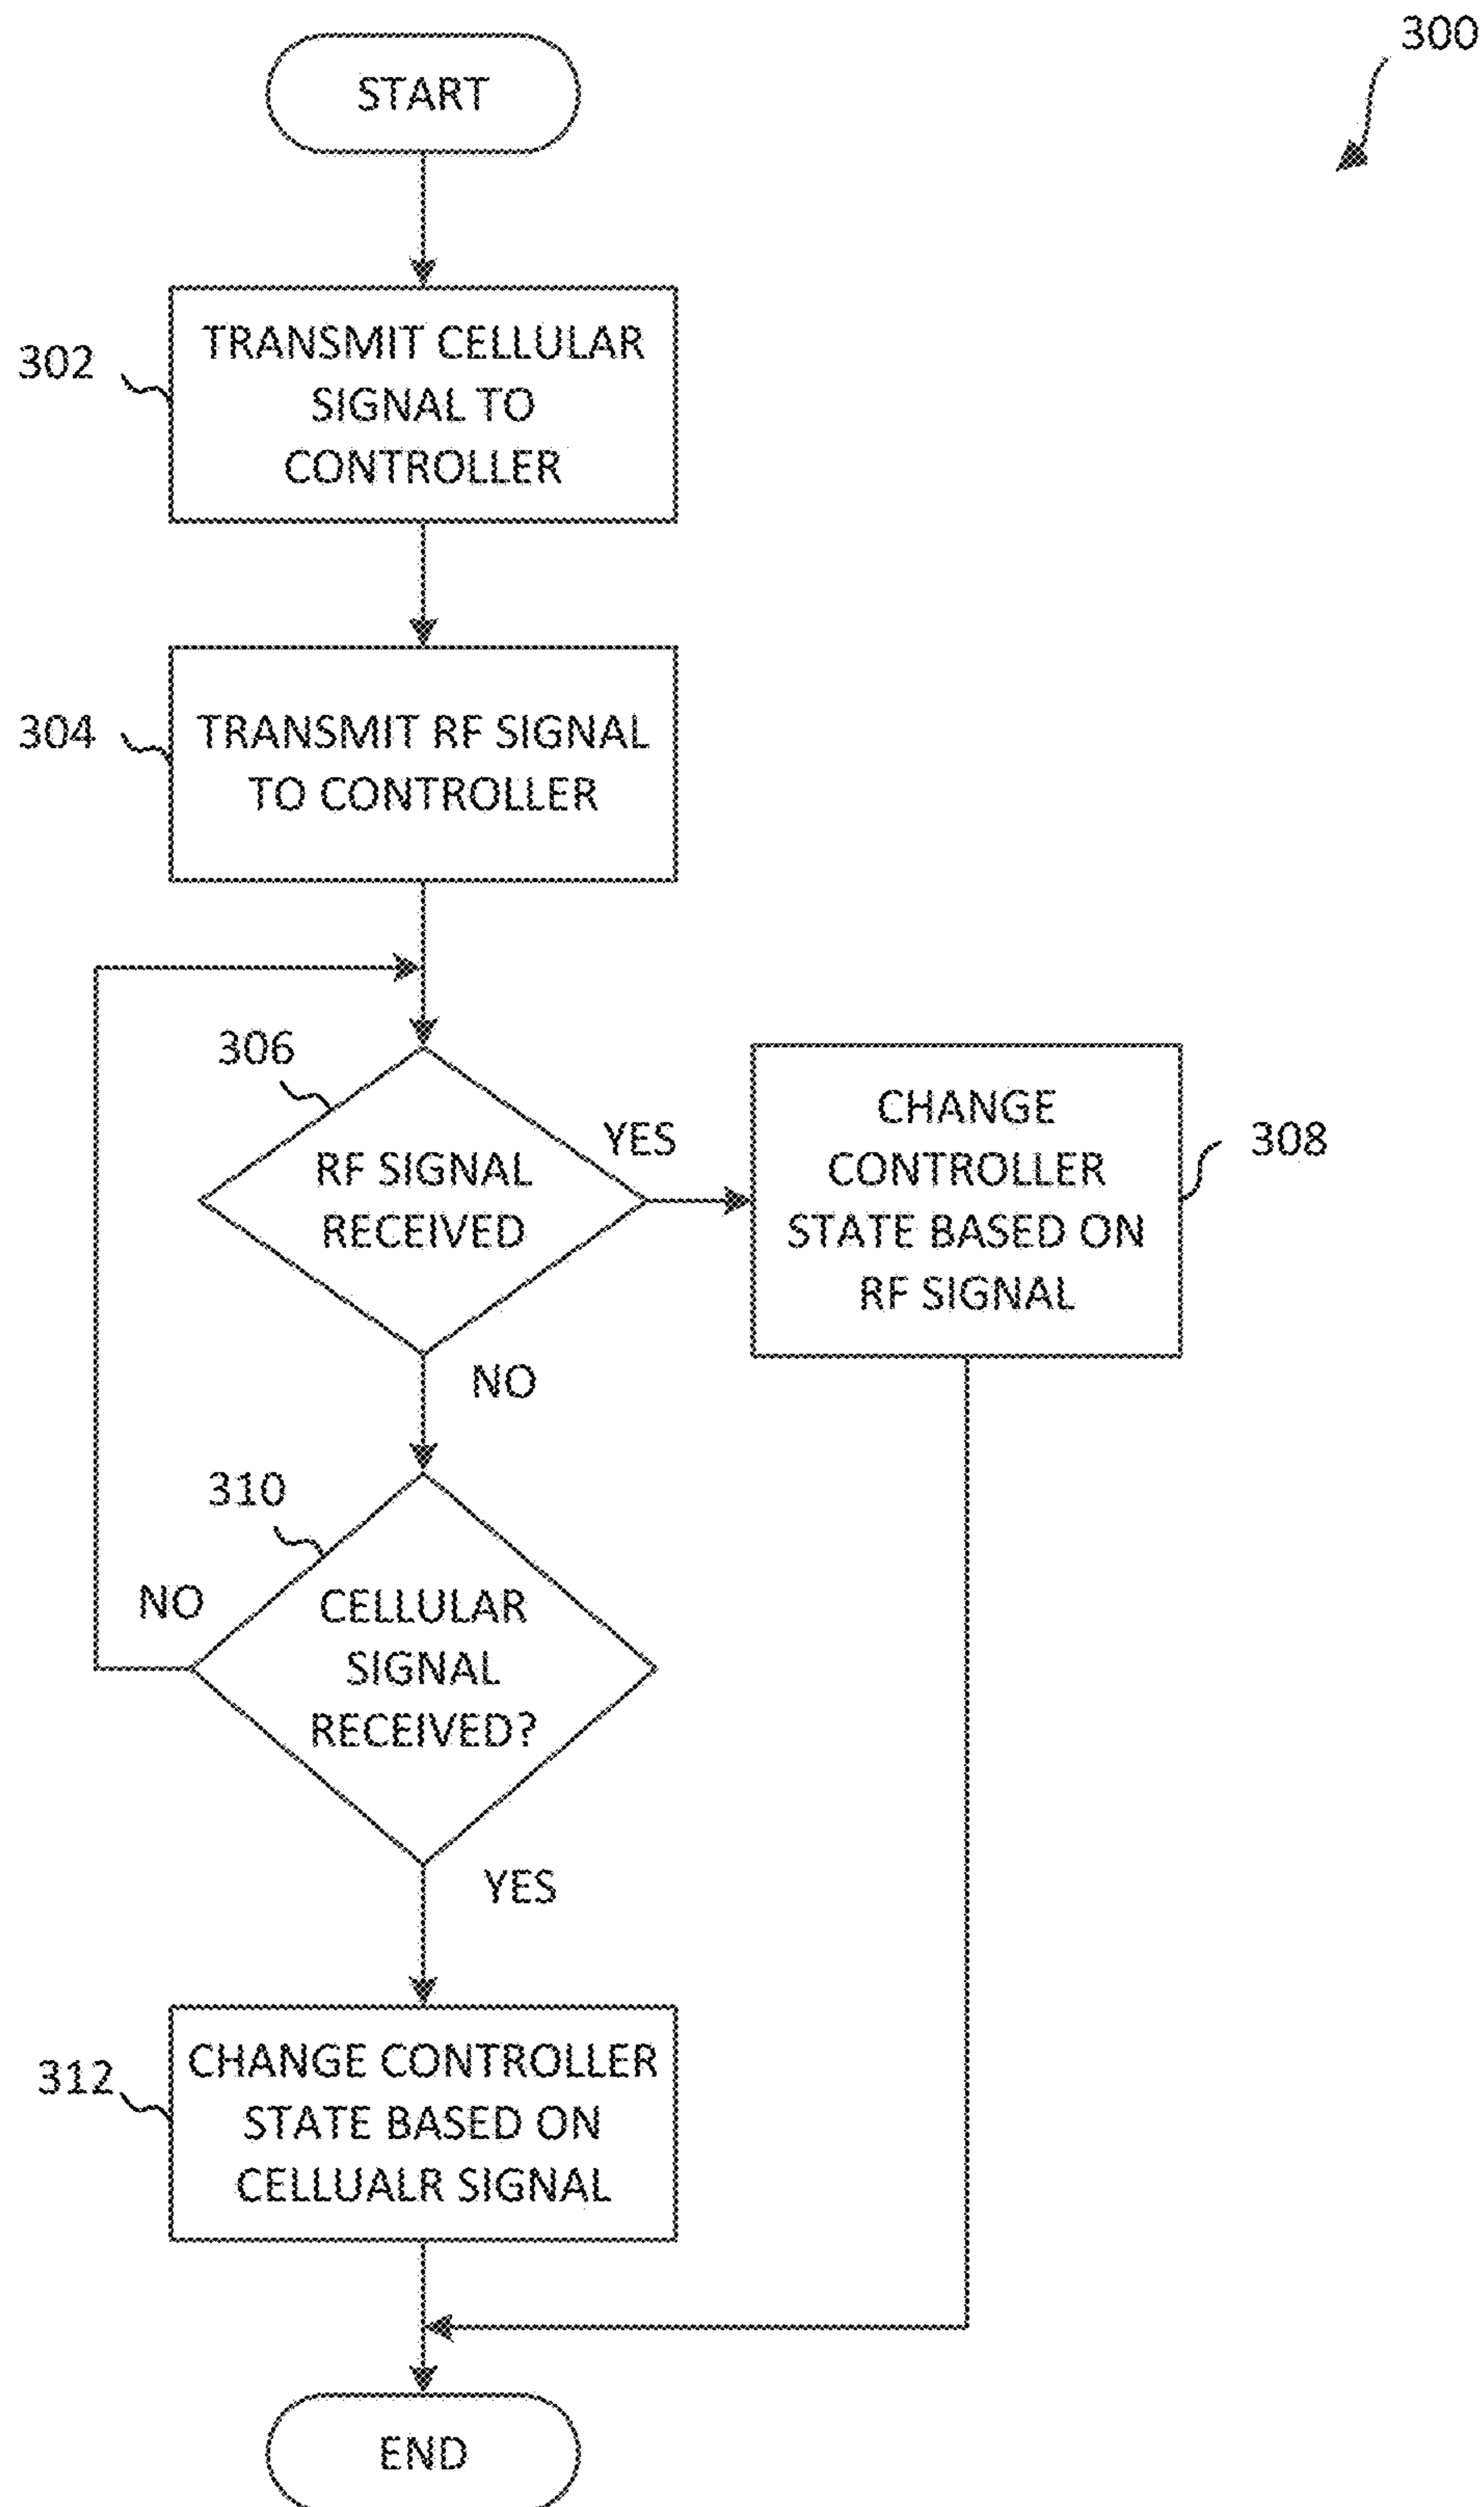 300
START
302
TRANSMIT CELLULAR
SIGNAL TO
CONTROLLER
304
TRANSMIT RF SIGNAL
TO CONTROLLER
306
RF SIGNAL
RECEIVED
YES
CHANGE
CONTROLLER
STATE BASED ON
RF SIGNAL
308
NO
310
NO
CELLULAR
SIGNAL
RECEIVED?
YES
312
CHANGE CONTROLLER
STATE BASED ON
CELLUALR SIGNAL
END